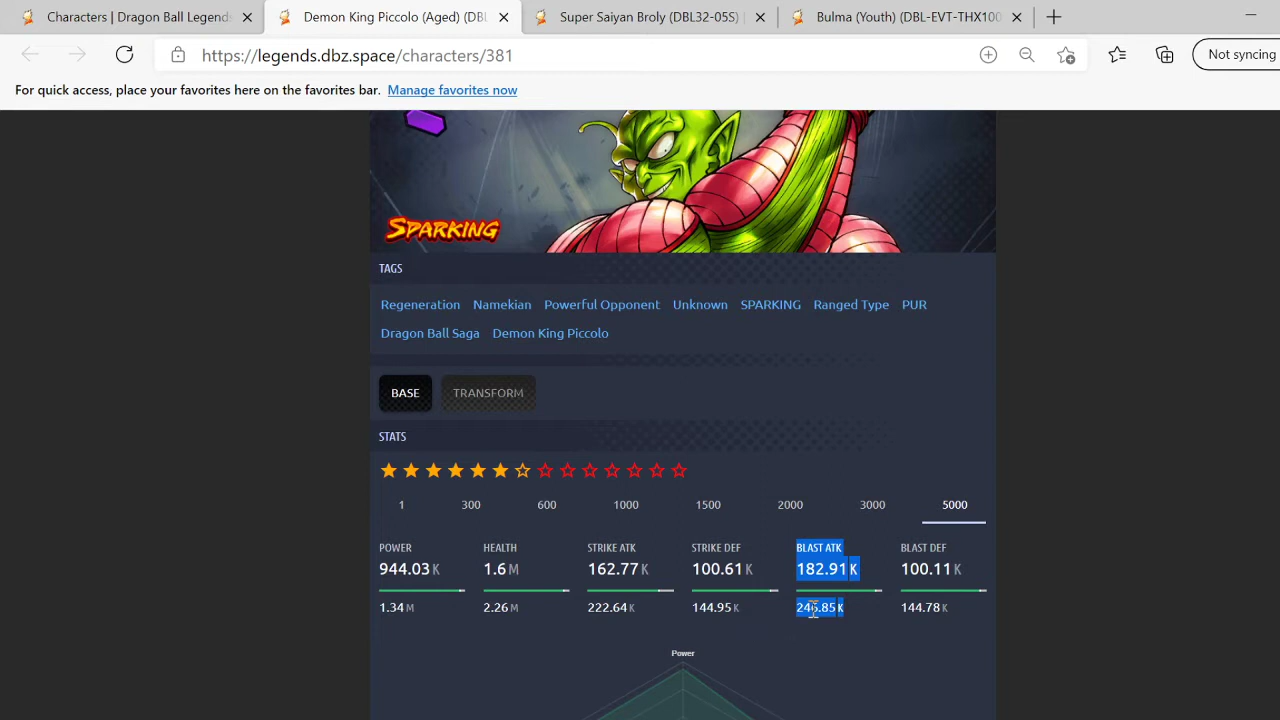 Characters | Dragon Ball Legends
Demon King Piccolo (Aged) (DBL
Super Saiyan Broly (DBL32-05S) |
Bulma (Youth) (DBL-EVT-THX100
https://legends.dbz.space/characters/381
Not syncing
For quick access, place your favorites here on the favorites bar. Manage favorites now
SPARKING
TAGS
Regeneration Namekian Powerful Opponent Unknown SPARKING Ranged Type PUR
Dragon Ball Saga Demon King Piccolo
BASE TRANSFORM
STATS
1 300 600 1000 1500 2000 3000 5000
POWER HEALTH STRIKE ATK STRIKE DEF BLAST ATK BLAST DEF
944.03 K 1.6 M 162.77 K 100.61 K 182.91 K 100.11 K
1.34 M 2.26 M 222.64 K 144.95 K 144.78 K
Power